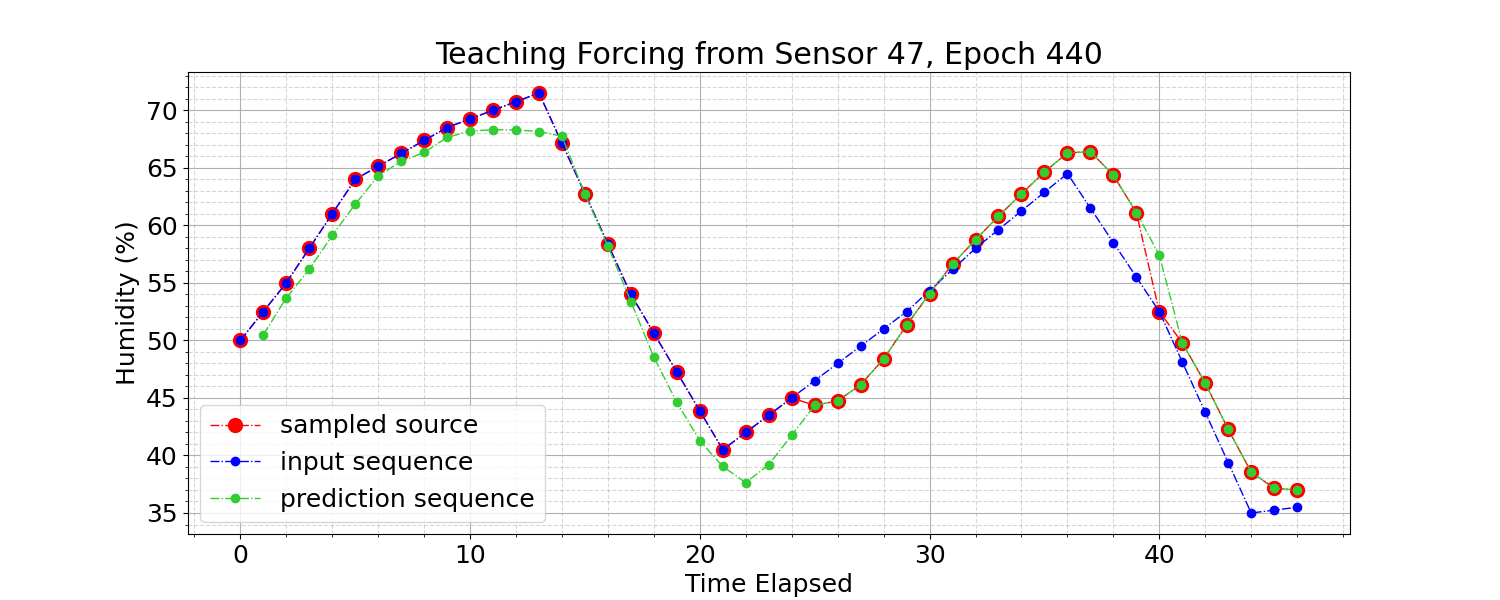 Teaching Forcing from Sensor 47, Epoch 440
Humidity (%)
70
65
60
55
50
45
40
35
sampled source
input sequence
prediction sequence
0 10 20 30 40
Time Elapsed